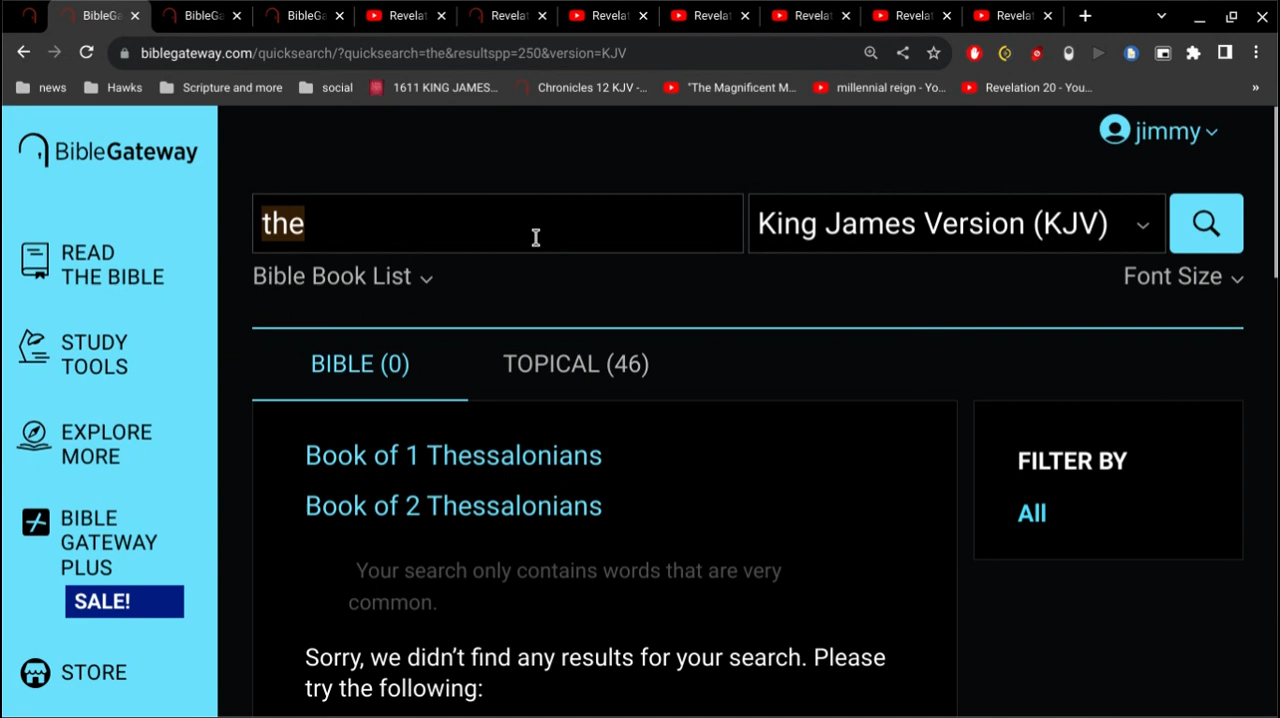 BibleGa
BibleGa
BibleGa
Revelat
Revelat
Revelat
Revelat
Revelat
Revelat
Revelat
biblegateway.com/quicksearch/?quicksearch=the&resultspp=250&version=KJV
news Hawks Scripture and more social 1611 KING JAMES... Chronicles 12 KJV -... "The Magnificent M... millennial reign - Yo... Revelation 20 - You... »
BibleGateway
jimmy
the
King James Version (KJV)
Bible Book List
Font Size
READ
THE BIBLE
STUDY
TOOLS
EXPLORE
MORE
BIBLE
GATEWAY
PLUS
SALE!
STORE
BIBLE (0)
TOPICAL (46)
Book of 1 Thessalonians
Book of 2 Thessalonians
Your search only contains words that are very
common.
Sorry, we didn't find any results for your search. Please
try the following:
FILTER BY
All